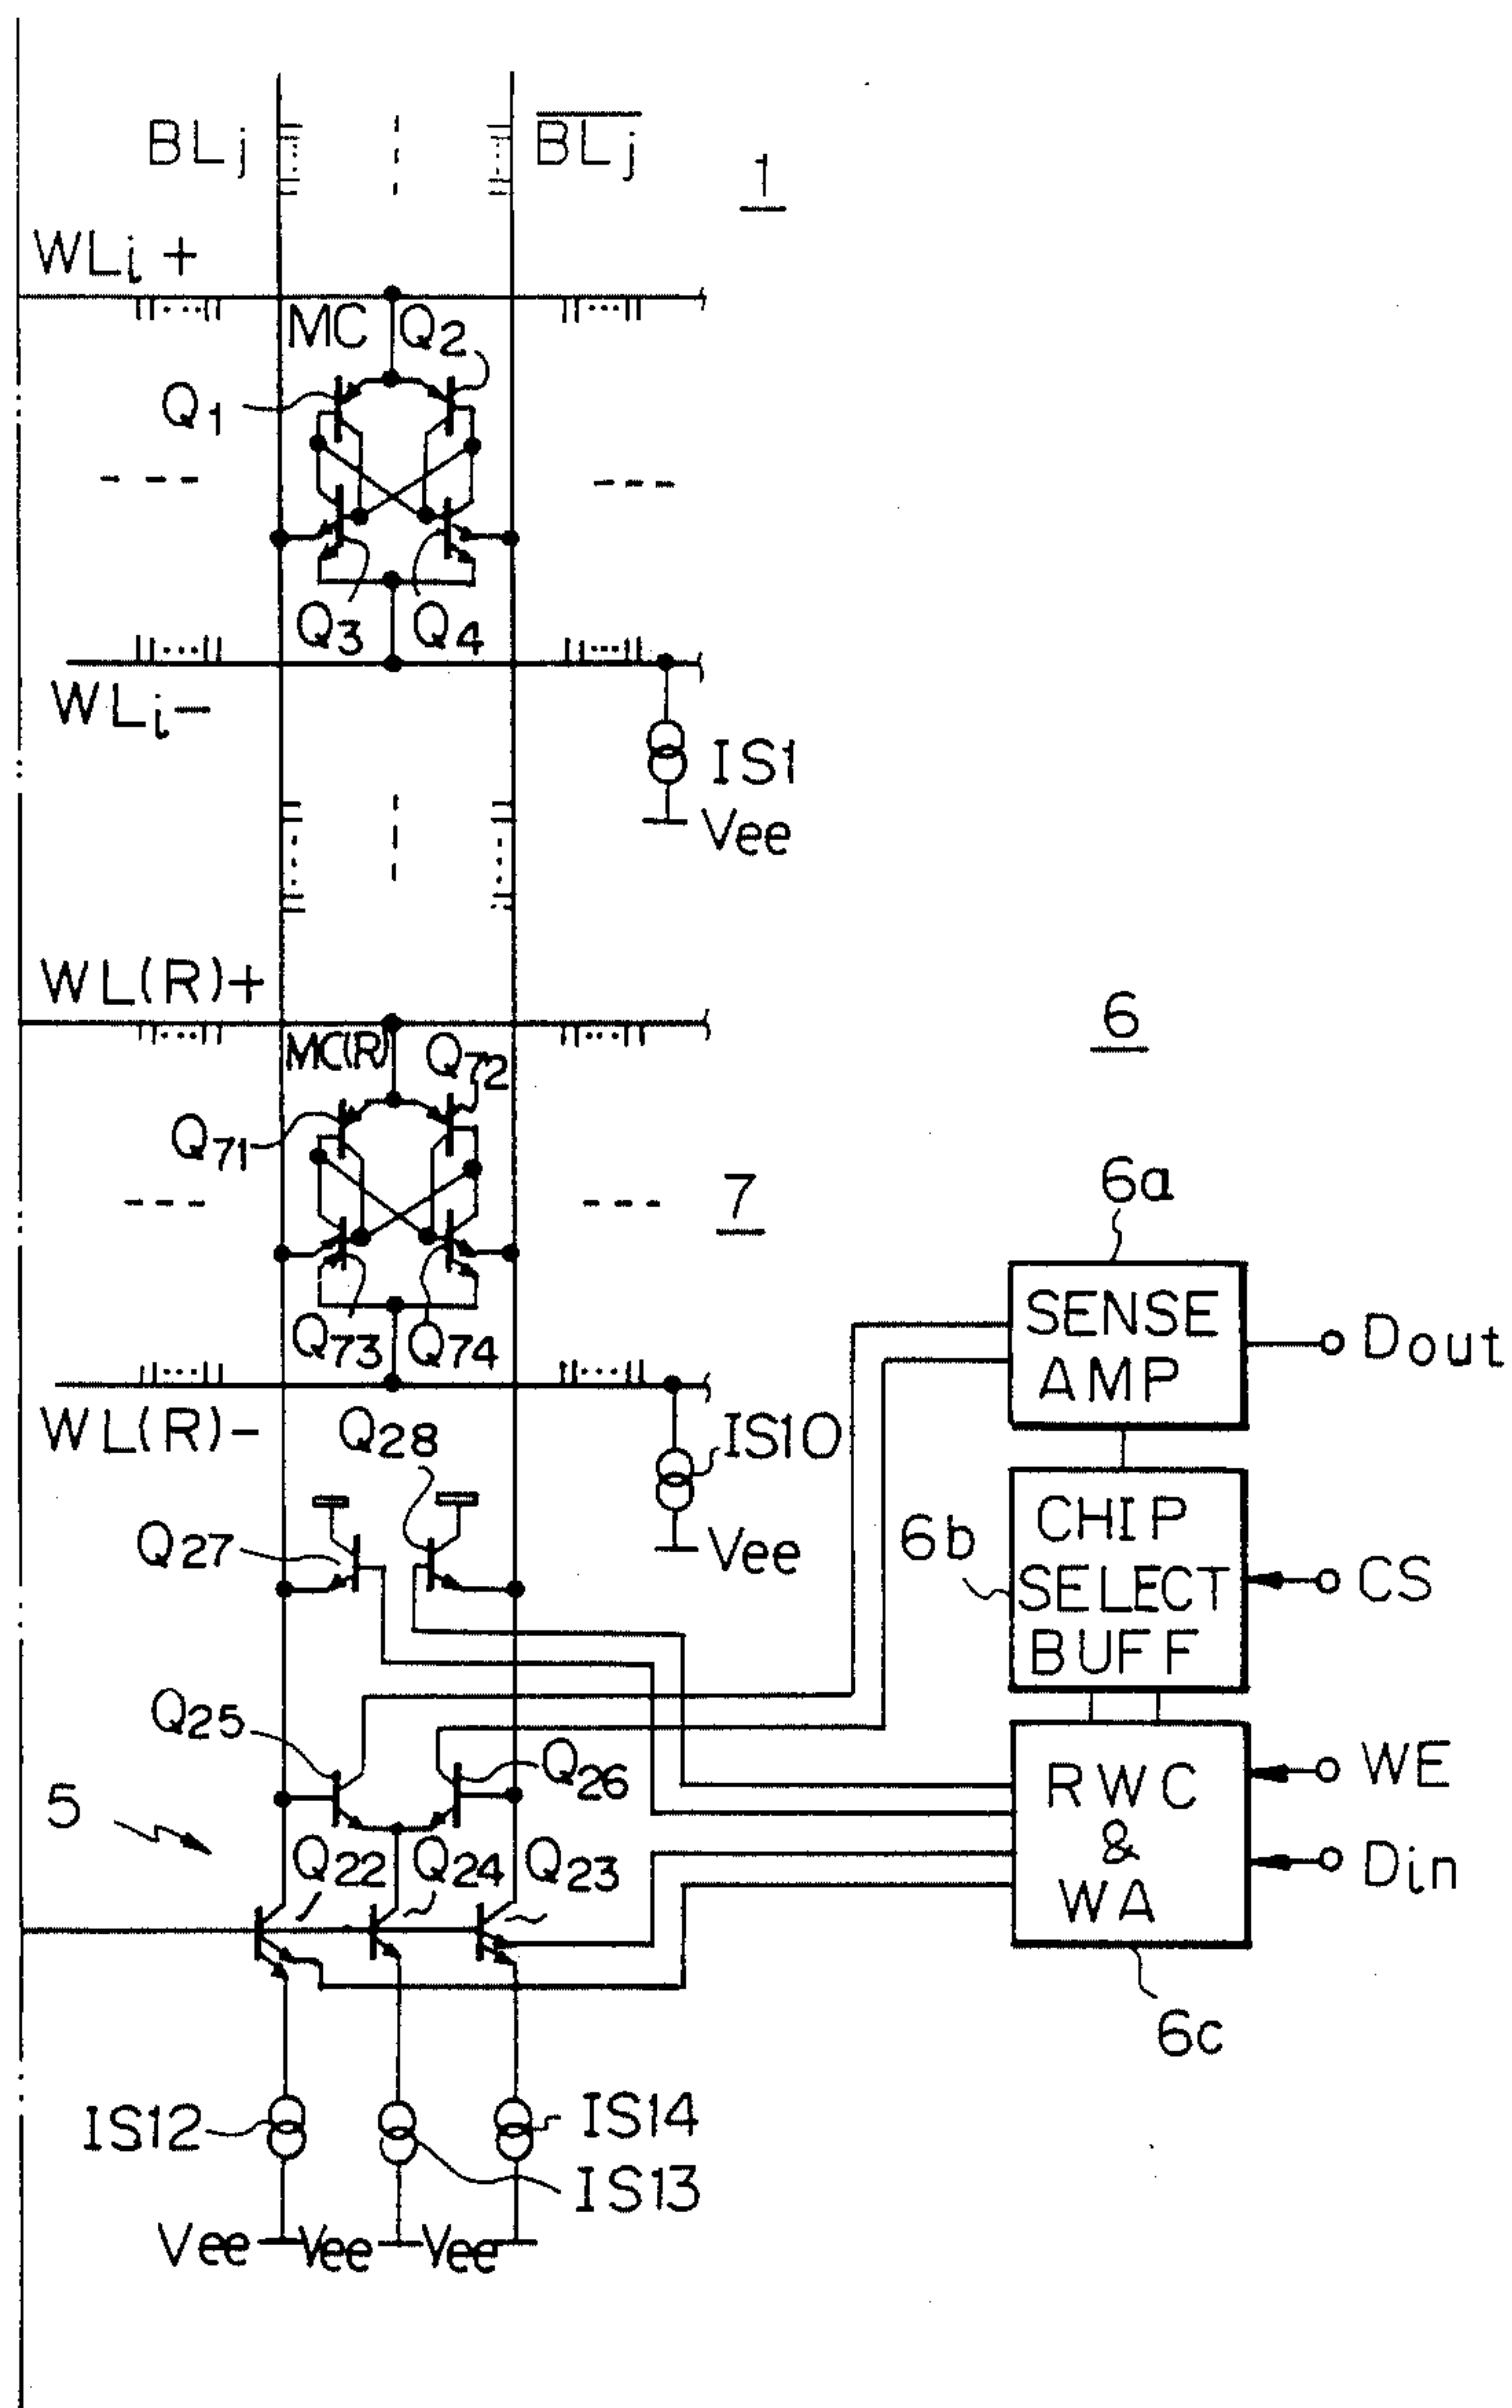 BLj
B̅L̅j̅
1
WLi+
MC
Q2
Q1
Q3
Q4
WLi-
IS1
Vee
WL(R)+
MC(R)
Q72
Q71
7
Q73
Q74
WL(R)-
Q28
IS10
Vee
Q27
6
6a
SENSE
AMP
Dout
6b
CHIP
SELECT
BUFF
CS
Q25
Q26
5
Q22
Q24
Q23
RWC
&
WA
WE
Din
6c
IS12
IS14
IS13
Vee
Vee
Vee